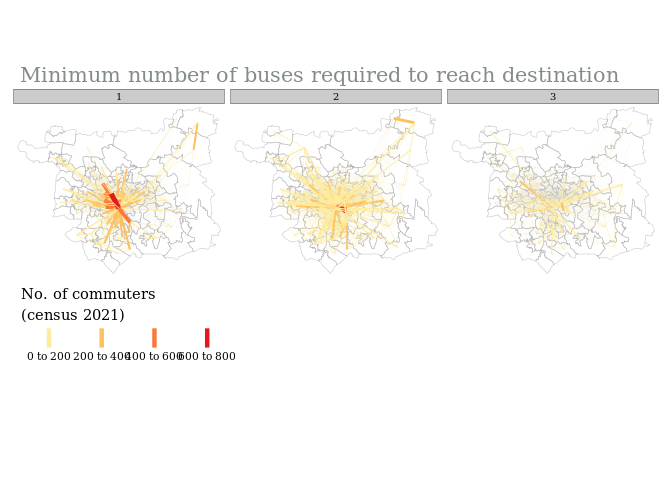 Minimum number of buses required to reach destination
1 2 3
No. of commuters
(census 2021)
0 to 200 200 to 400 400 to 600 600 to 800